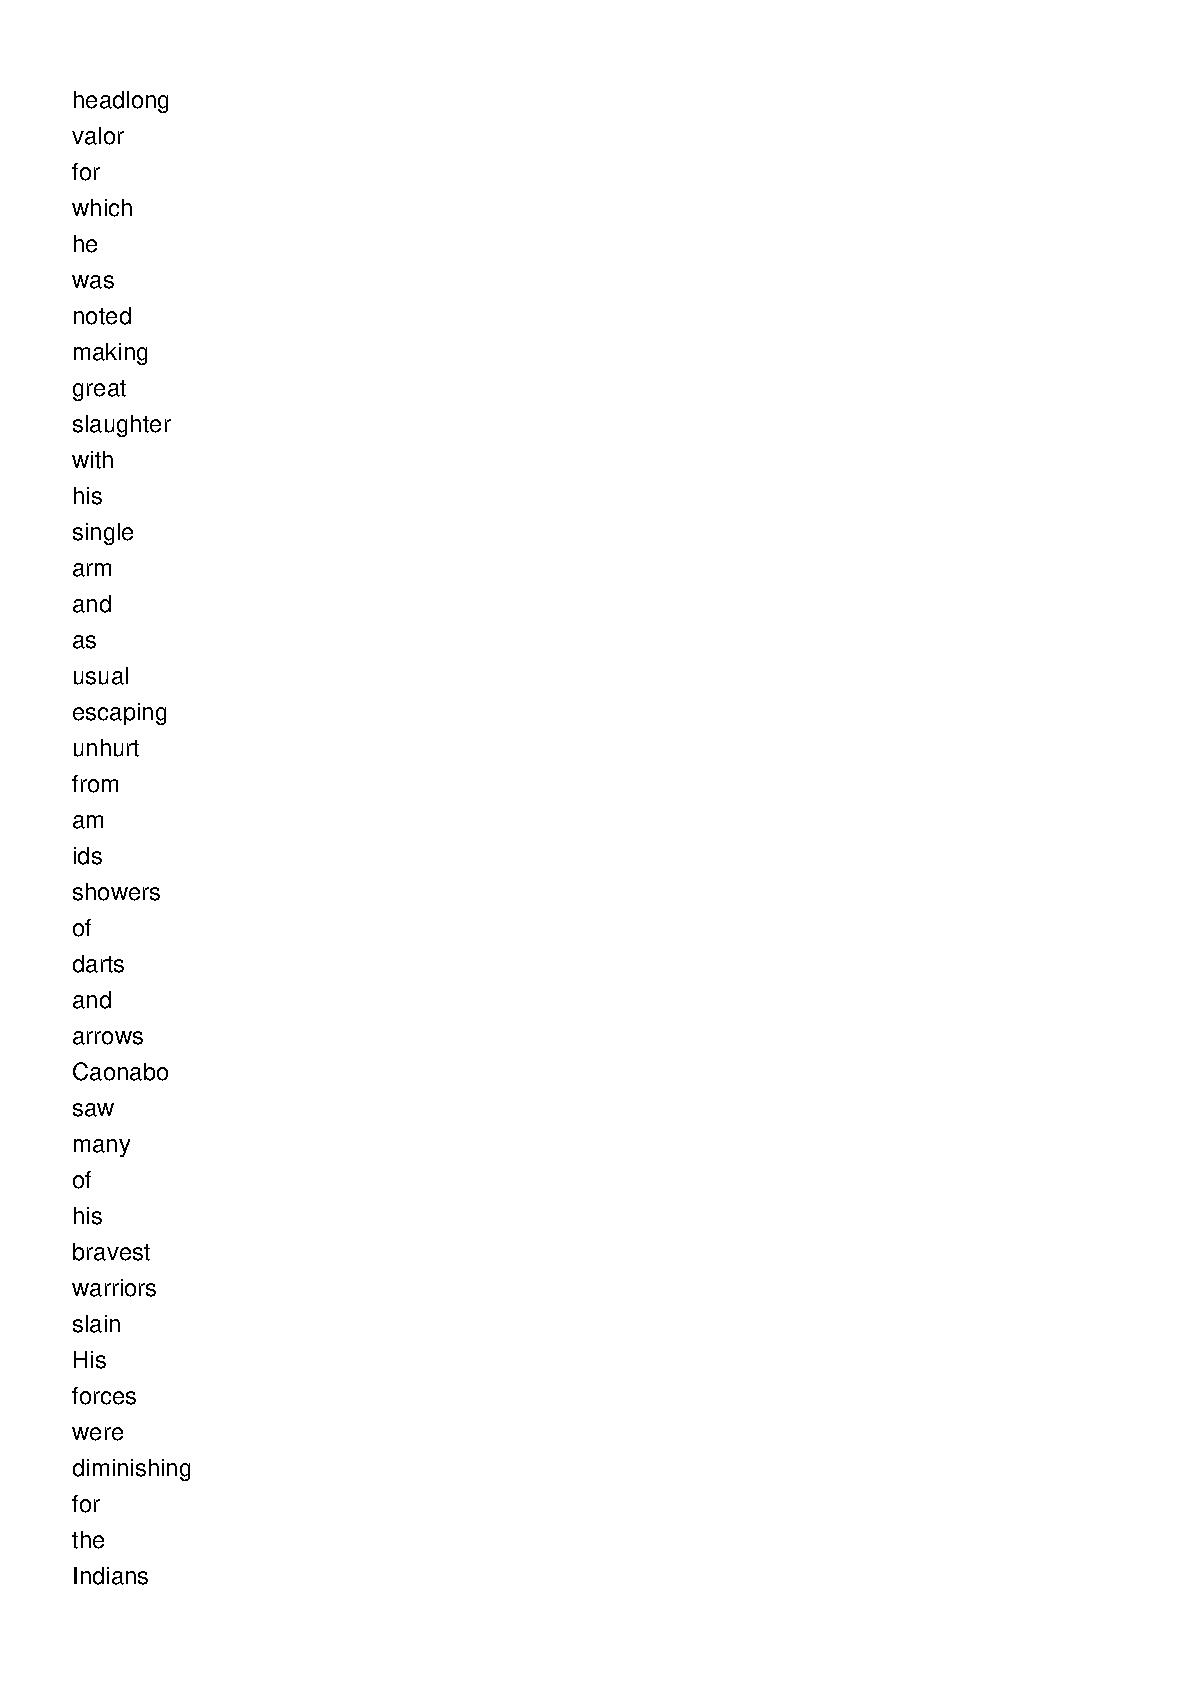 headlong
valor
for
which
he
was
noted
making
great
slaughter
with
his
single
arm
and
as
usual
escaping
unhurt
from
am
ids
showers
of
darts
and
arrows
Caonabo
saw
many
of
his
bravest
warriors
slain
His
forces
were
diminishing
for
the
Indians